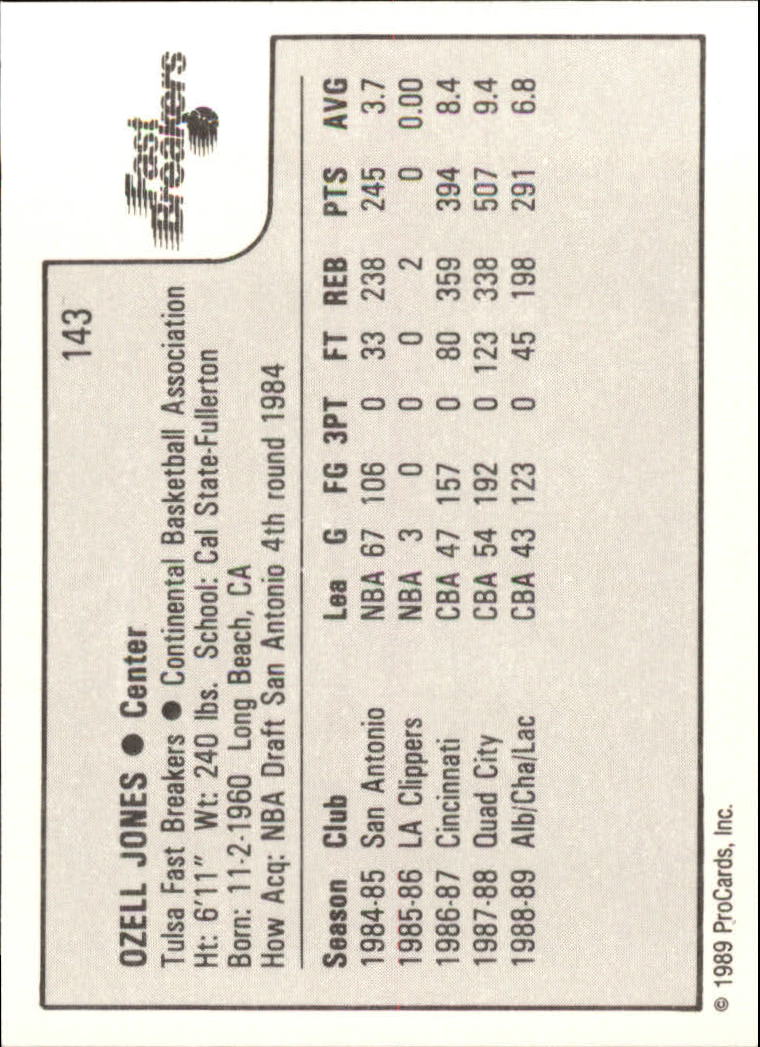 143
Fast
Breakers
OZELL JONES ● Center
Tulsa Fast Breakers ● Continental Basketball Association
Ht: 6'11" Wt: 240 lbs. School: Cal State-Fullerton
Born: 11-2-1960 Long Beach, CA
How Acq: NBA Draft San Antonio 4th round 1984
Season Club Lea G FG 3PT FT REB PTS AVG
1984-85 San Antonio NBA 67 106 0 33 238 245 3.7
1985-86 LA Clippers NBA 3 0 0 0 2 0 0.00
1986-87 Cincinnati CBA 47 157 0 80 359 394 8.4
1987-88 Quad City CBA 54 192 0 123 338 507 9.4
1988-89 Alb/Cha/Lac CBA 43 123 0 45 198 291 6.8
© 1989 ProCards, Inc.